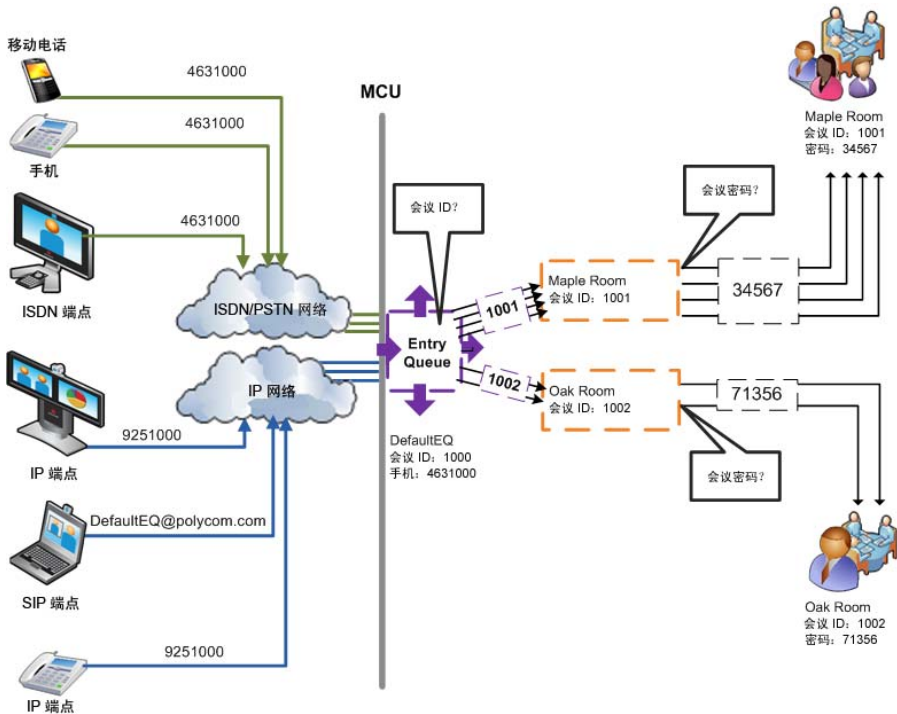 移动电话
4631000
4631000
手机
4631000
ISDN 端点
ISDN/PSTN 网络
IP 网络
9251000
IP 端点
DefaultEQ@polycom.com
SIP 端点
9251000
IP 端点
MCU
会议 ID?
Entry
Queue
DefaultEQ
会议 ID: 1000
手机: 4631000
1001
1002
Maple Room
会议 ID: 1001
Oak Room
会议 ID: 1002
会议密码?
34567
71356
会议密码?
Maple Room
会议 ID: 1001
密码: 34567
Oak Room
会议 ID: 1002
密码: 71356